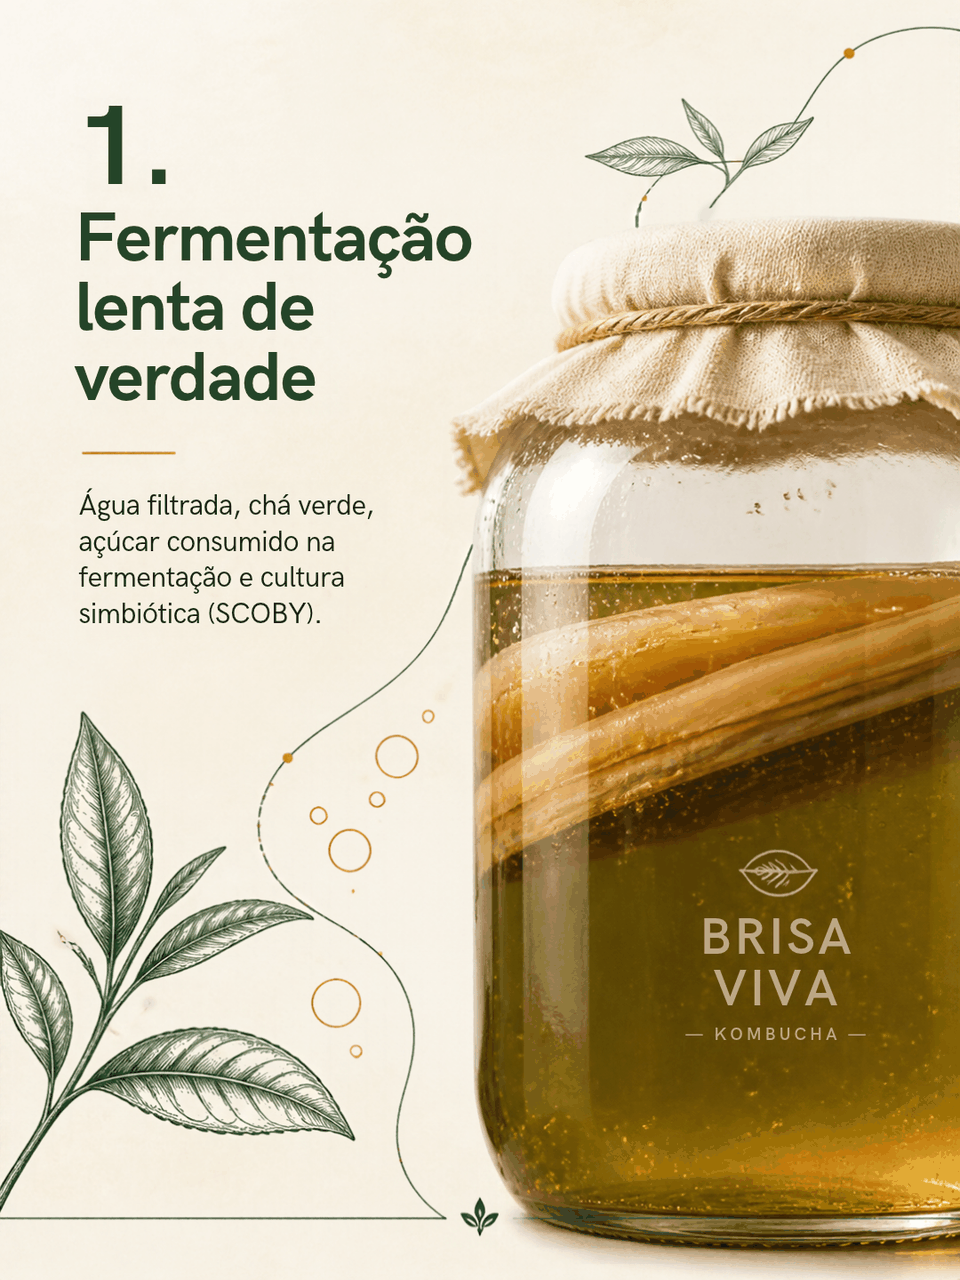 1.
Fermentação
lenta de
verdade
Água filtrada, chá verde,
açúcar consumido na
fermentação e cultura
simbiótica (SCOBY).
BRISA
VIVA
— KOMBUCHA —